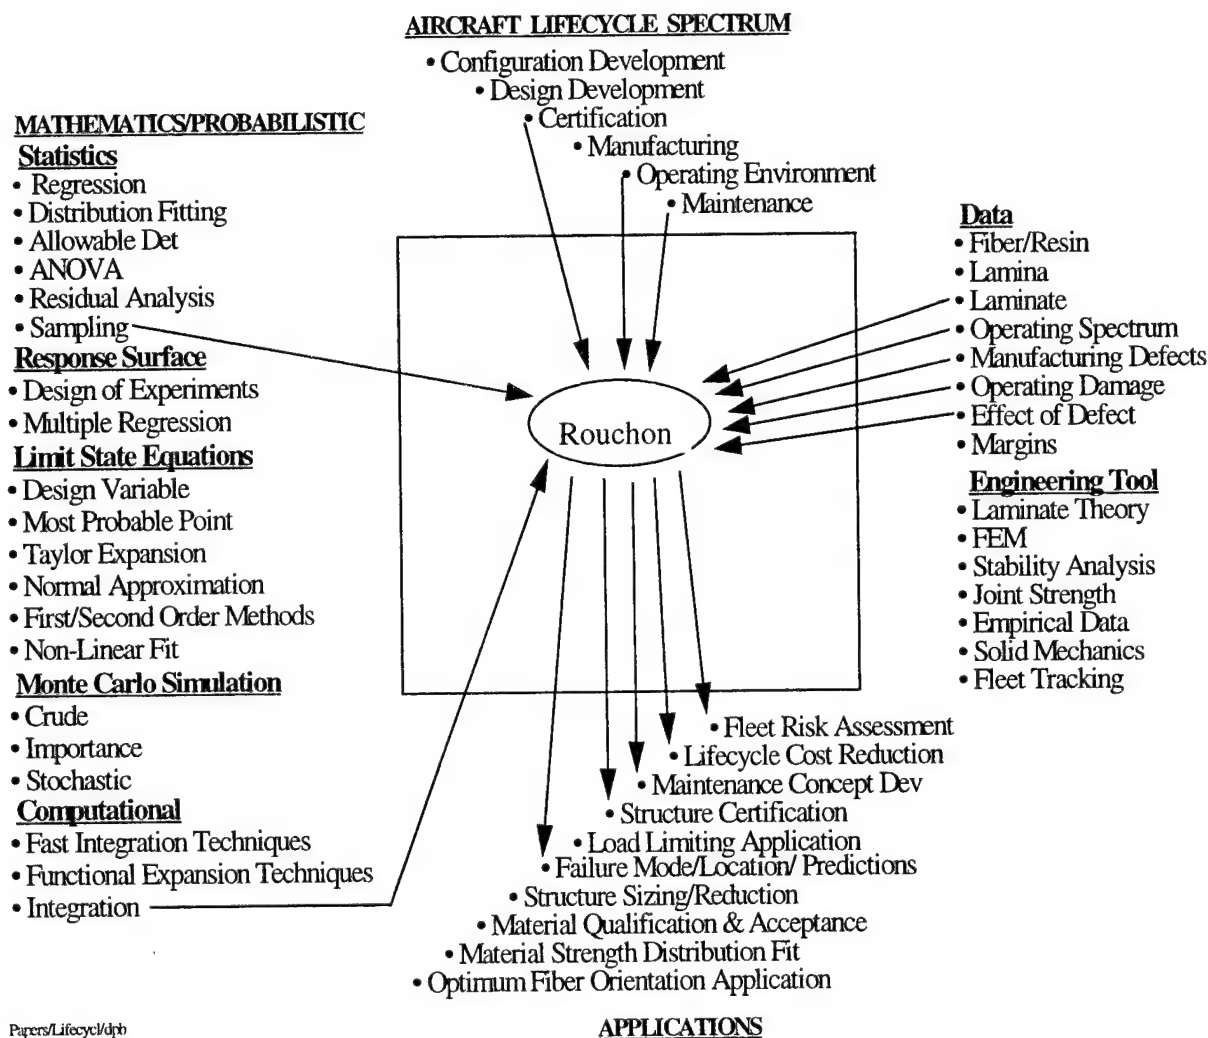 AIRCRAFT LIFECYCLE SPECTRUM
• Configuration Development
• Design Development
• Certification
• Manufacturing
• Operating Environment
• Maintenance
MATHEMATICS/PROBABILISTIC
Statistics
• Regression
• Distribution Fitting
• Allowable Det
• ANOVA
• Residual Analysis
• Sampling
Response Surface
• Design of Experiments
• Multiple Regression
Limit State Equations
• Design Variable
• Most Probable Point
• Taylor Expansion
• Normal Approximation
• First/Second Order Methods
• Non-Linear Fit
Monte Carlo Simulation
• Crude
• Importance
• Stochastic
Computational
• Fast Integration Techniques
• Functional Expansion Techniques
• Integration
Rouchon
Data
• Fiber/Resin
• Lamina
• Laminate
• Operating Spectrum
• Manufacturing Defects
• Operating Damage
• Effect of Defect
• Margins
Engineering Tool
• Laminate Theory
• FEM
• Stability Analysis
• Joint Strength
• Empirical Data
• Solid Mechanics
• Fleet Tracking
• Fleet Risk Assessment
• Lifecycle Cost Reduction
• Maintenance Concept Dev
• Structure Certification
• Load Limiting Application
• Failure Mode/Location/ Predictions
• Structure Sizing/Reduction
• Material Qualification & Acceptance
• Material Strength Distribution Fit
• Optimum Fiber Orientation Application
APPLICATIONS
Papers/Lifecycl/dph